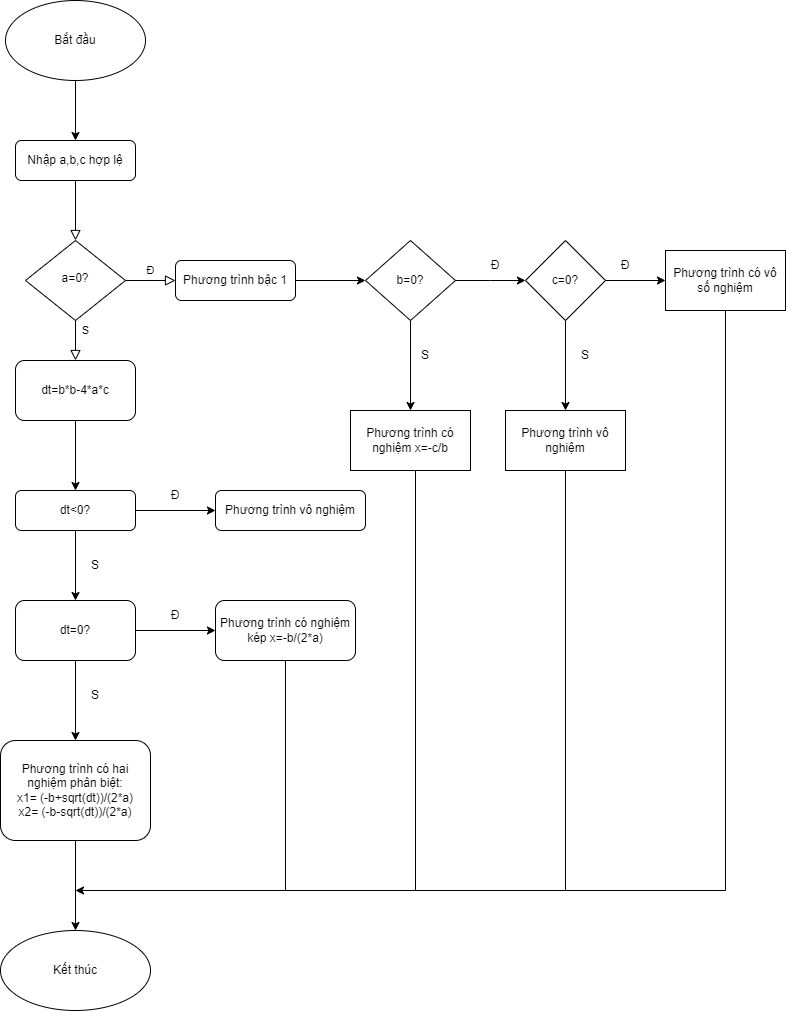 Bắt đầu
Nhập a,b,c hợp lệ
a=0?
Đ
Phương trình bậc 1
b=0?
Đ
c=0?
Đ
Phương trình có vô
số nghiệm
S
S
S
dt=b*b-4*a*c
Phương trình có
nghiệm x=-c/b
Phương trình vô
nghiệm
dt<0?
Đ
Phương trình vô nghiệm
S
dt=0?
Đ
Phương trình có nghiệm
kép x=-b/(2*a)
S
Phương trình có hai
nghiệm phân biệt:
x1= (-b+sqrt(dt))/(2*a)
x2= (-b-sqrt(dt))/(2*a)
Kết thúc